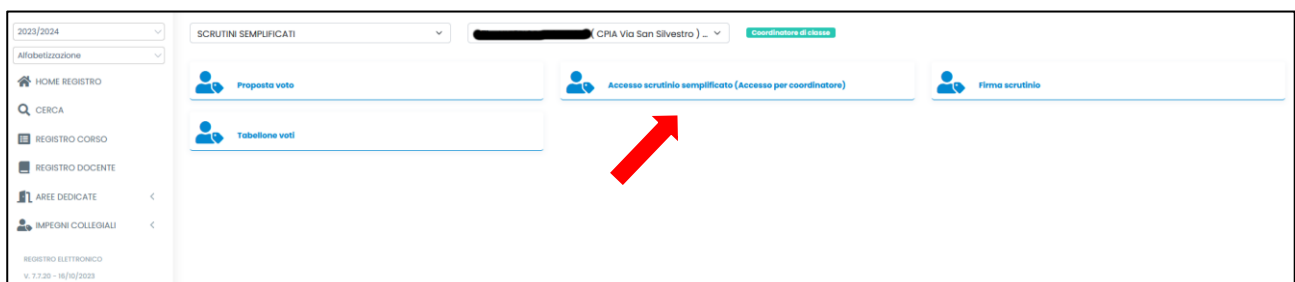 2023/2024
Alfabetizzazione
HOME REGISTRO
CERCA
REGISTRO CORSO
REGISTRO DOCENTE
AREE DEDICATE
IMPEGNI COLLEGIALI
REGISTRO ELETTRONICO
V. 7.7.20 - 16/10/2023
SCRUTINI SEMPLIFICATI
( CPIA Via San Silvestro ) ...
Coordinatore di classe
Proposta voto
Accesso scrutinio semplificato (Accesso per coordinatore)
Firma scrutinio
Tabellone voti